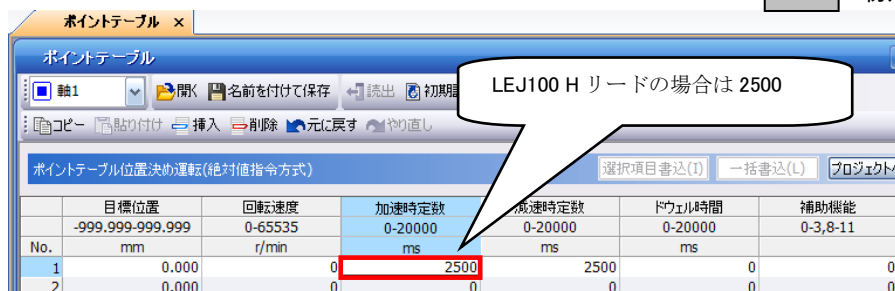 ポイントテーブル ×
ポイントテーブル
軸1 開く 名前を付けて保存 読出
コピー 貼り付け 挿入 削除 元に戻す やり直し
LEJ100 H リードの場合は 2500
ポイントテーブル位置決め運転(絶対値指令方式) 選択項目書込(I) 一括書込(L)
目標位置 回転速度 加速時定数 減速時定数 ドウェル時間 補助機能
-999.999-999.999 0-65535 0-20000 0-20000 0-20000 0-3,8-11
No. mm r/min ms ms ms
1 0.000 0 2500 2500 0 0
2 0.000 0 0 0 0 0